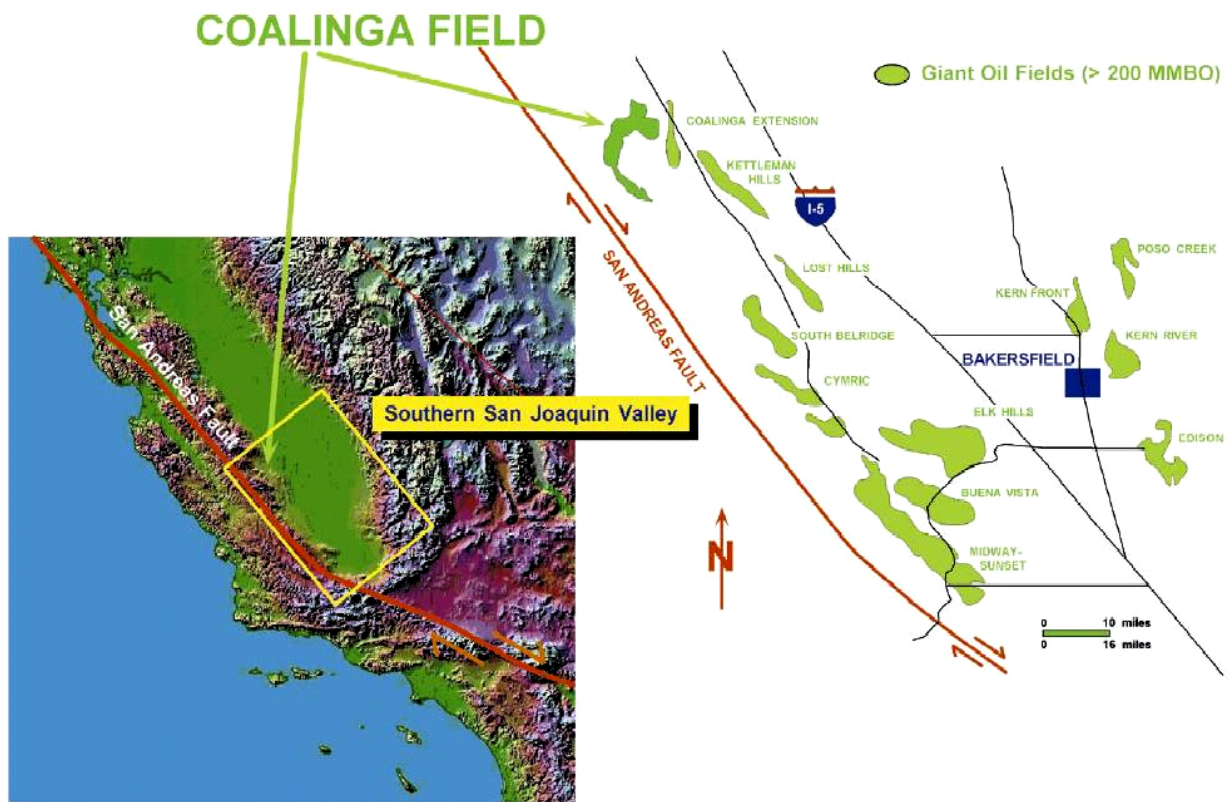 COALINGA FIELD
Giant Oil Fields (> 200 MMBO)
COALINGA EXTENSION
KETTLEMAN
HILLS
I-5
SAN ANDREAS FAULT
LOST HILLS
POSO CREEK
KERN FRONT
SOUTH BELRIDGE
KERN RIVER
BAKERSFIELD
CYMRIC
ELK HILLS
EDISON
BUENA VISTA
MIDWAY-
SUNSET
N
0 10 miles
0 16 miles
San Andreas Fault
Southern San Joaquin Valley